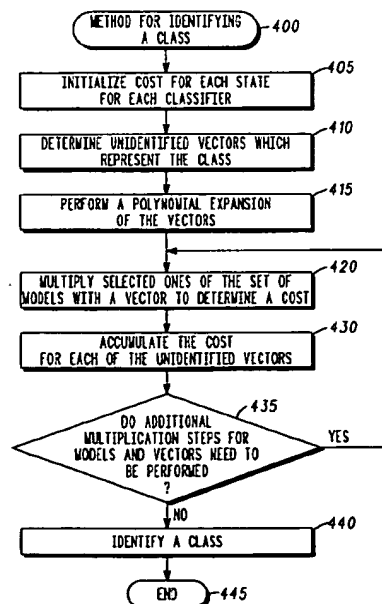 METHOD FOR IDENTIFYING
A CLASS
400
405
INITIALIZE COST FOR EACH STATE
FOR EACH CLASSIFIER
410
DETERMINE UNIDENTIFIED VECTORS WHICH
REPRESENT THE CLASS
415
PERFORM A POLYNOMIAL EXPANSION
OF THE VECTORS
420
MULTIPLY SELECTED ONES OF THE SET OF
MODELS WITH A VECTOR TO DETERMINE A COST
430
ACCUMULATE THE COST
FOR EACH OF THE UNIDENTIFIED VECTORS
435
DO ADDITIONAL
MULTIPLICATION STEPS FOR
MODELS AND VECTORS NEED TO
BE PERFORMED
?
YES
NO
440
IDENTIFY A CLASS
END
445